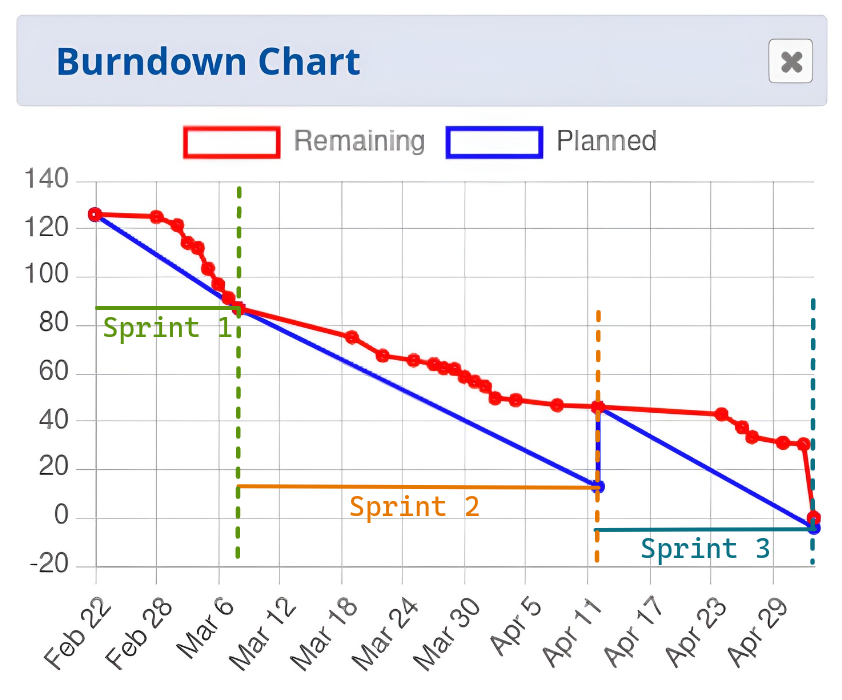 Burndown Chart
Remaining Planned
140
120
100
80
60
40
20
0
-20
Sprint 1
Sprint 2
Sprint 3
Feb 22
Feb 28
Mar 6
Mar 12
Mar 18
Mar 24
Mar 30
Apr 5
Apr 11
Apr 17
Apr 23
Apr 29